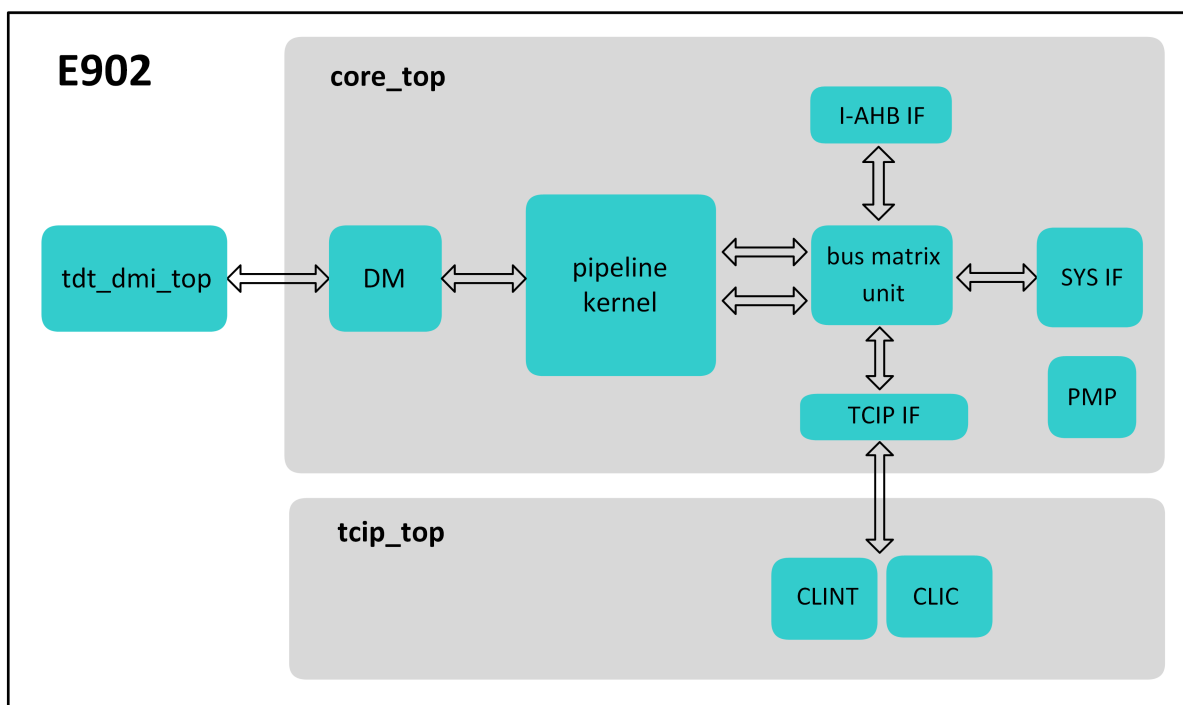 E902
core_top
I-AHB IF
tdt_dmi_top
DM
pipeline
kernel
bus matrix
unit
SYS IF
PMP
TCIP IF
tcip_top
CLINT
CLIC